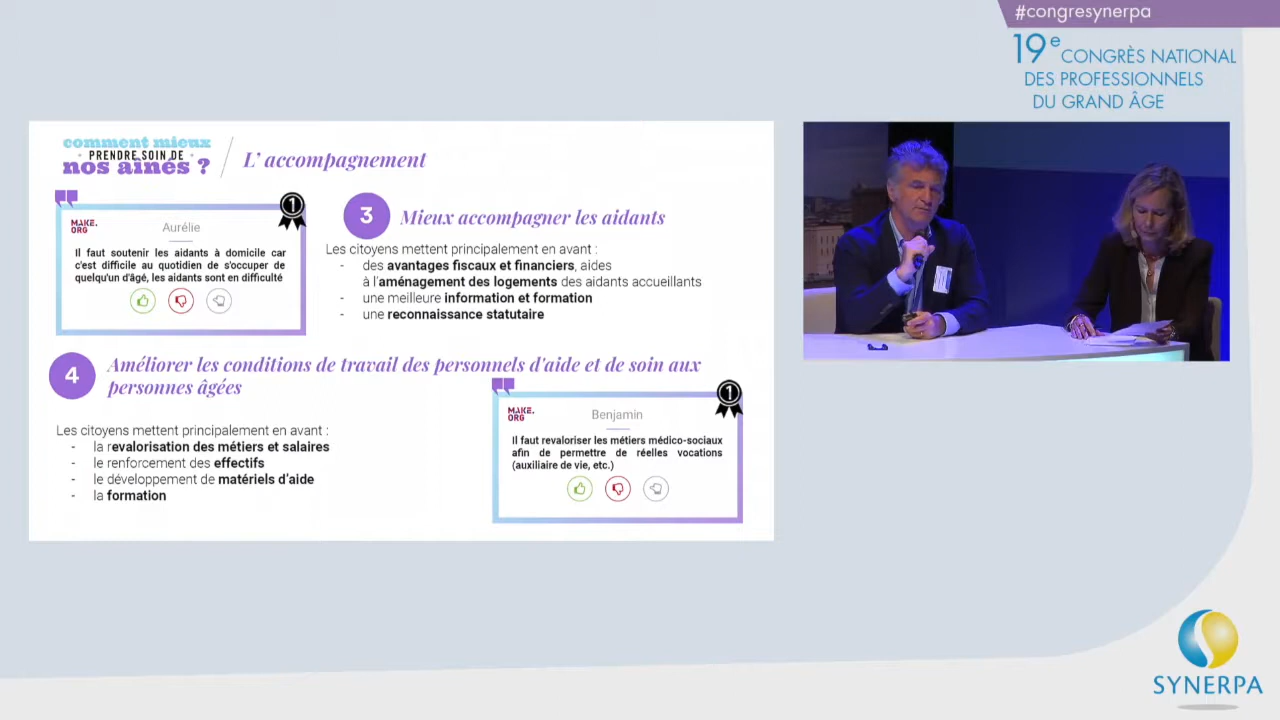 #congresynerpa
19e CONGRÈS NATIONAL
DES PROFESSIONNELS
DU GRAND ÂGE
comment mieux
PRENDRE SOIN DE
nos aînés ?
L' accompagnement
1
MAKE.
ORG
Aurélie
Il faut soutenir les aidants à domicile car
c'est difficile au quotidien de s'occuper de
quelqu'un d'âgé, les aidants sont en difficulté
3
Mieux accompagner les aidants
Les citoyens mettent principalement en avant :
- des avantages fiscaux et financiers, aides
à l'aménagement des logements des aidants accueillants
- une meilleure information et formation
- une reconnaissance statutaire
4
Améliorer les conditions de travail des personnels d'aide et de soin aux
personnes âgées
Les citoyens mettent principalement en avant :
- la revalorisation des métiers et salaires
- le renforcement des effectifs
- le développement de matériels d'aide
- la formation
1
MAKE.
ORG
Benjamin
Il faut revaloriser les métiers médico-sociaux
afin de permettre de réelles vocations
(auxiliaire de vie, etc.)
SYNERPA